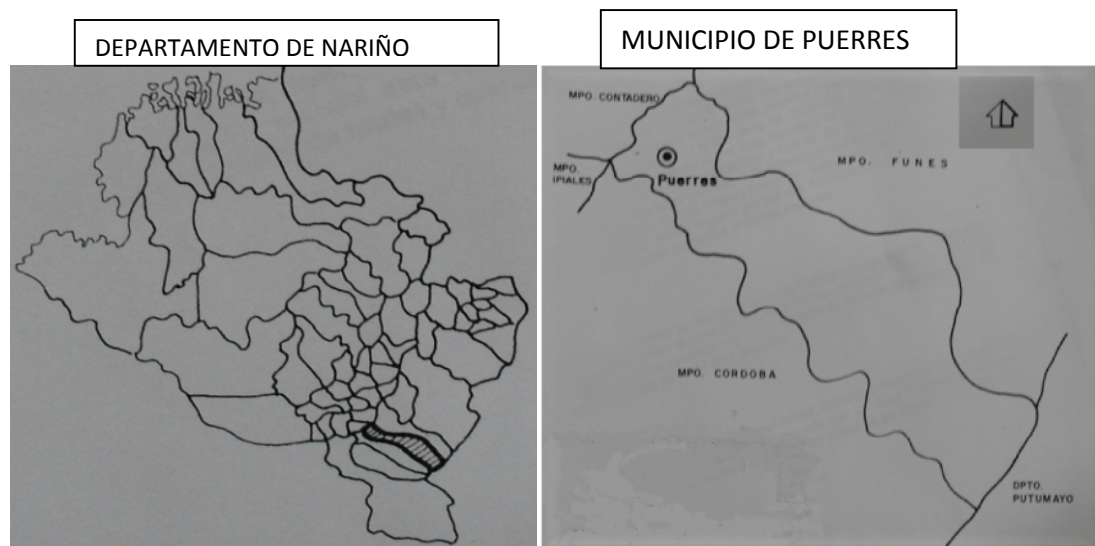 DEPARTAMENTO DE NARIÑO
MUNICIPIO DE PUERRES
MPO. CONTADERO
MPO. FUNES
MPO.
IPIALES
Puerres
MPO. CORDOBA
DPTO.
PUTUMAYO